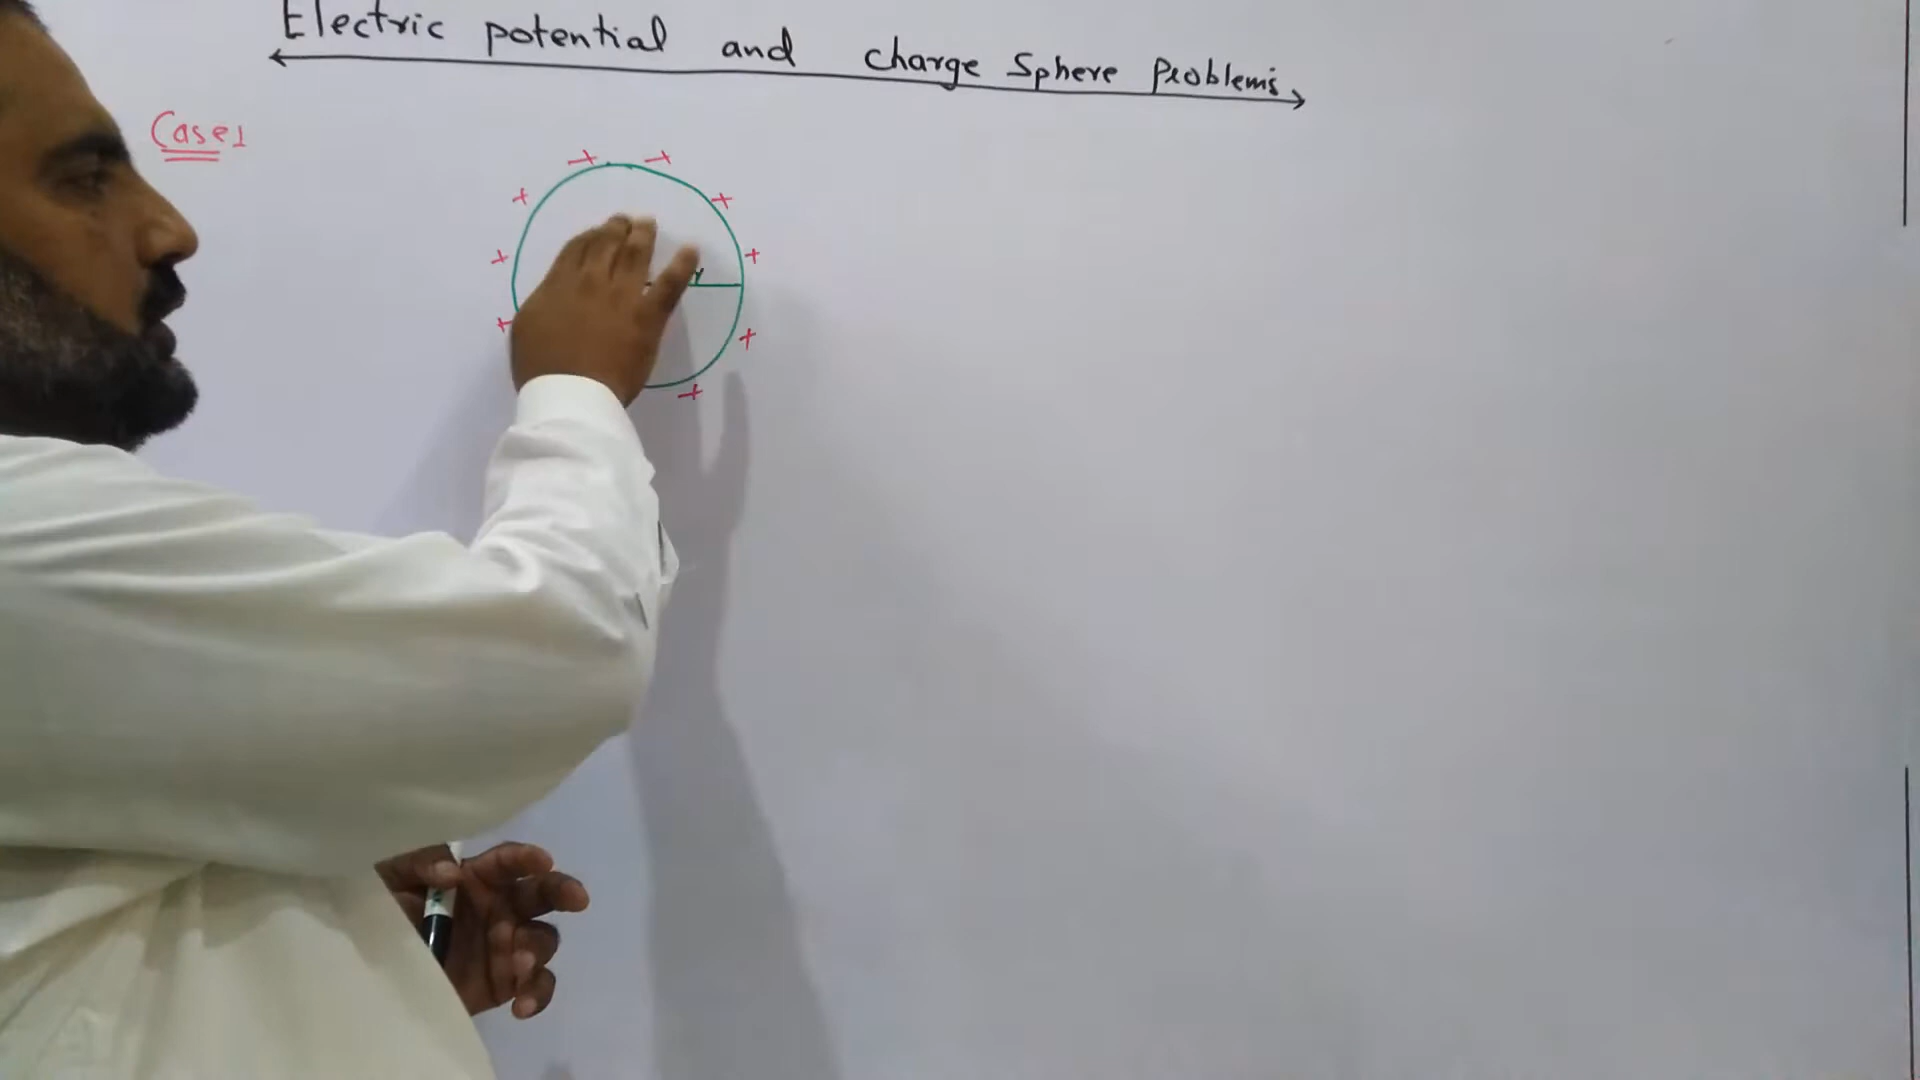 Electric potential and charge Sphere Problems
Case 1
+ +
+ +
+ +
r
+ +
+